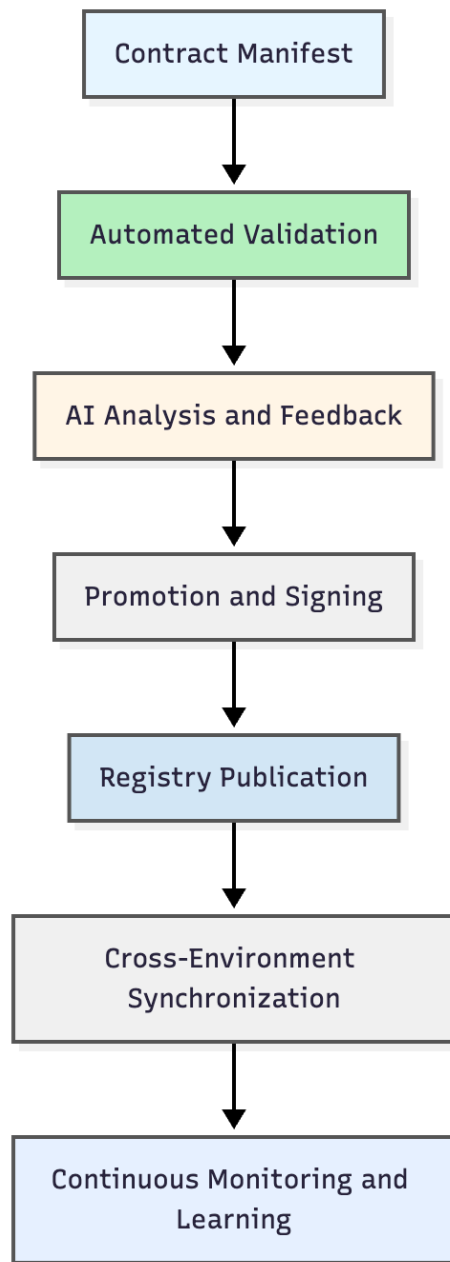 Contract Manifest
Automated Validation
AI Analysis and Feedback
Promotion and Signing
Registry Publication
Cross-Environment
Synchronization
Continuous Monitoring and
Learning